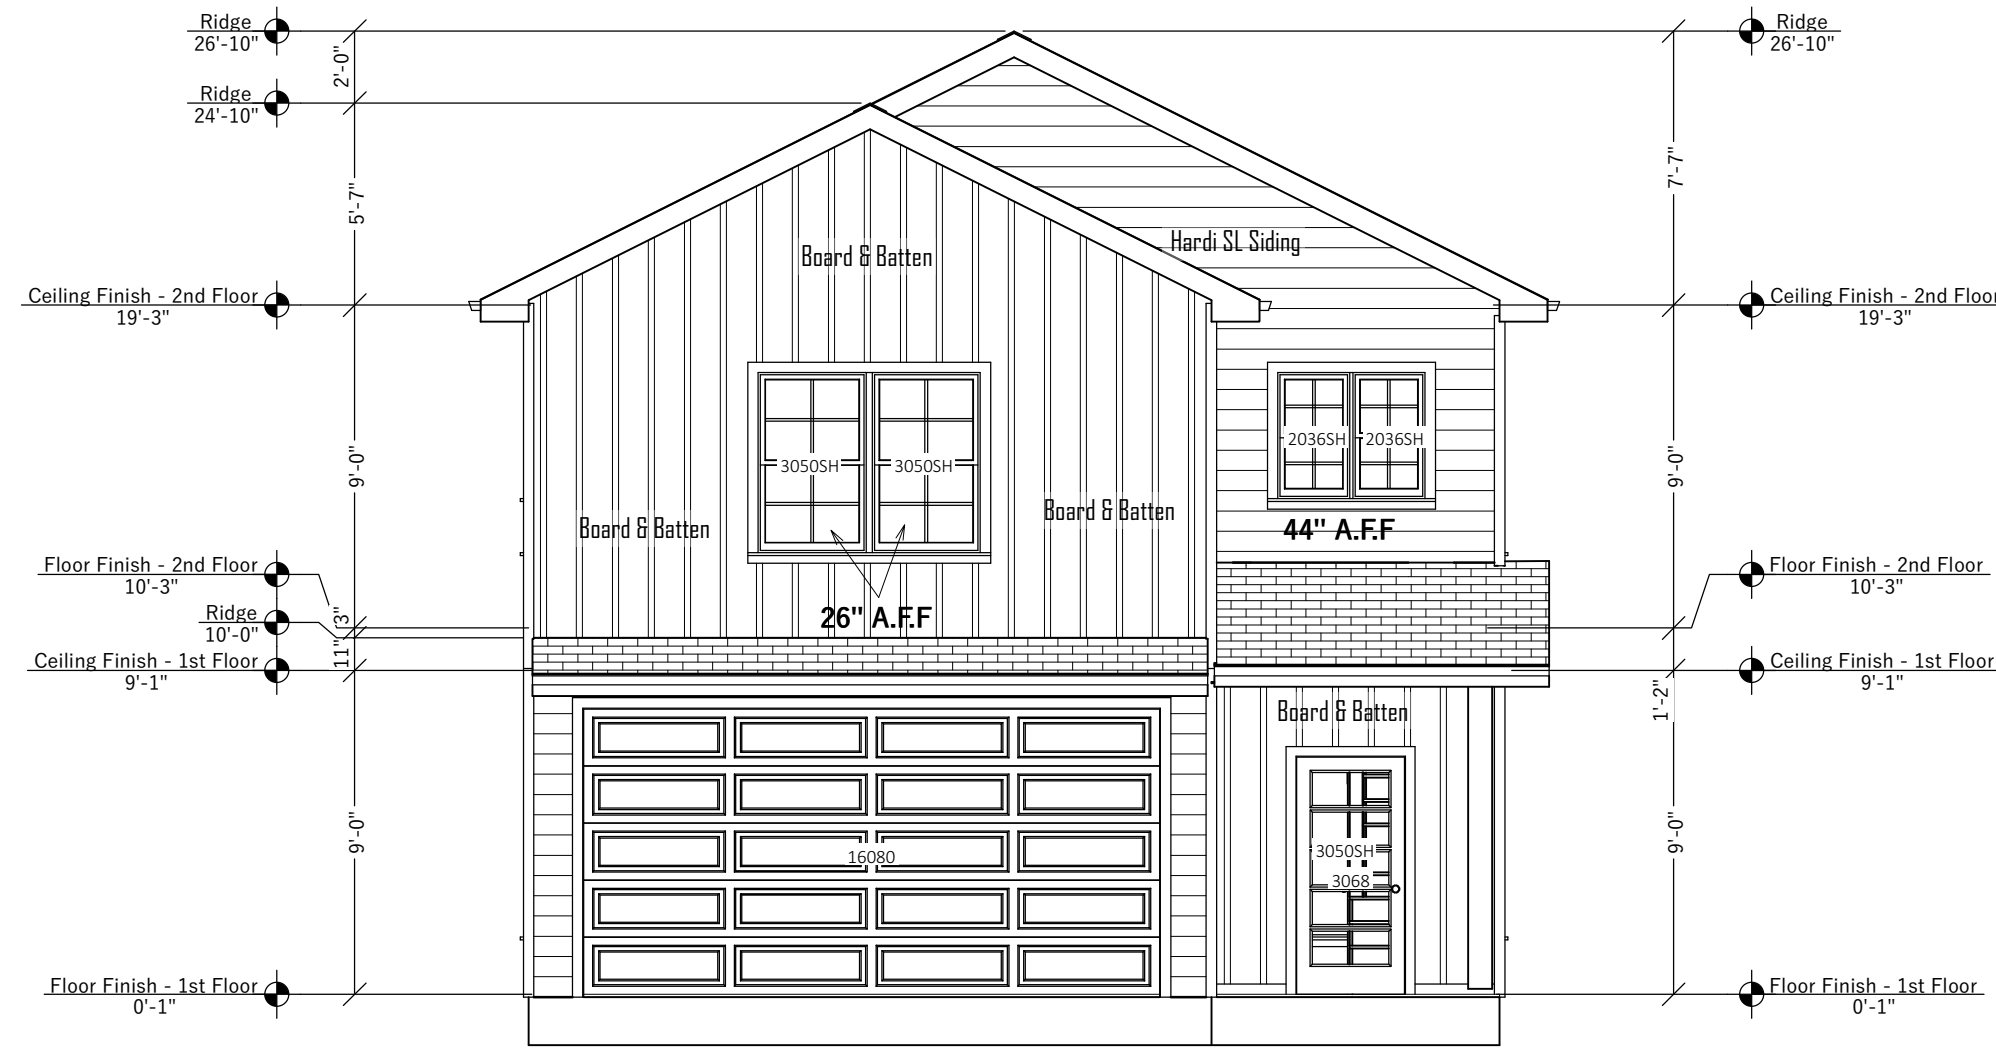 Ridge
26'-10"
Ridge
26'-10"
2'-0"
Ridge
24'-10"
5'-7"
7'-7"
Board & Batten
Hardi SL Siding
Ceiling Finish - 2nd Floor
19'-3"
Ceiling Finish - 2nd Floor
19'-3"
9'-0"
9'-0"
3050SH
3050SH
2036SH
2036SH
Board & Batten
Board & Batten
44" A.F.F
Floor Finish - 2nd Floor
10'-3"
Floor Finish - 2nd Floor
10'-3"
26" A.F.F
Ridge
10'-0"
3"
11"
Ceiling Finish - 1st Floor
9'-1"
Ceiling Finish - 1st Floor
9'-1"
1'-2"
Board & Batten
9'-0"
9'-0"
16080
3050SH
3068
Floor Finish - 1st Floor
0'-1"
Floor Finish - 1st Floor
0'-1"